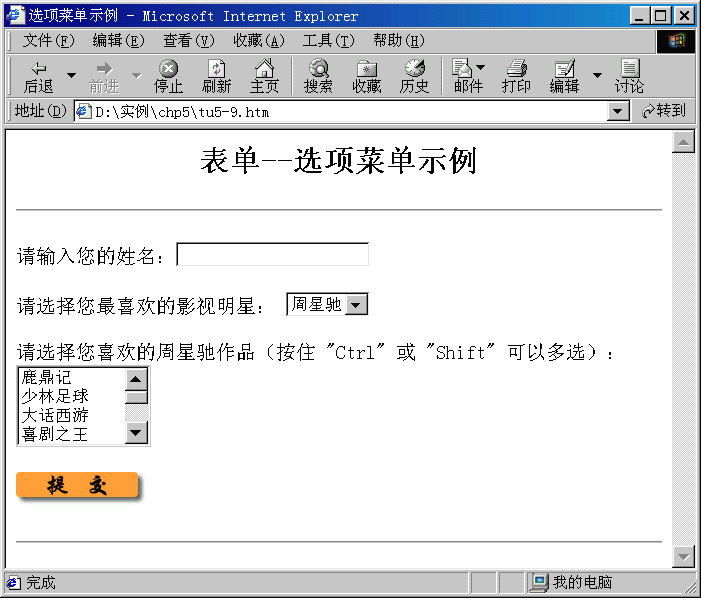 选项菜单示例 - Microsoft Internet Explorer
文件(F) 编辑(E) 查看(V) 收藏(A) 工具(T) 帮助(H)
后退 前进 停止 刷新 主页 搜索 收藏 历史 邮件 打印 编辑 讨论
地址(D) D:\实例\chp5\tu5-9.htm 转到
表单--选项菜单示例
请输入您的姓名：
请选择您最喜欢的影视明星： 周星驰
请选择您喜欢的周星驰作品（按住 "Ctrl" 或 "Shift" 可以多选）：
鹿鼎记
少林足球
大话西游
喜剧之王
提 交
完成 我的电脑